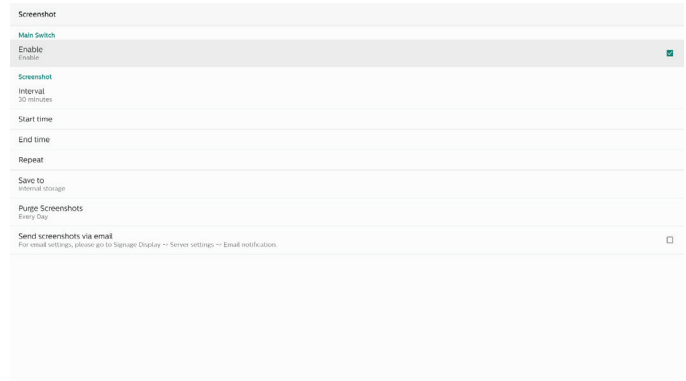 Screenshot
Main Switch
Enable
Enable
Screenshot
Interval
30 minutes
Start time
End time
Repeat
Save to
Internal storage
Purge Screenshots
Every Day
Send screenshots via email
For email settings, please go to Signage Display ~ Server settings ~ Email notification.